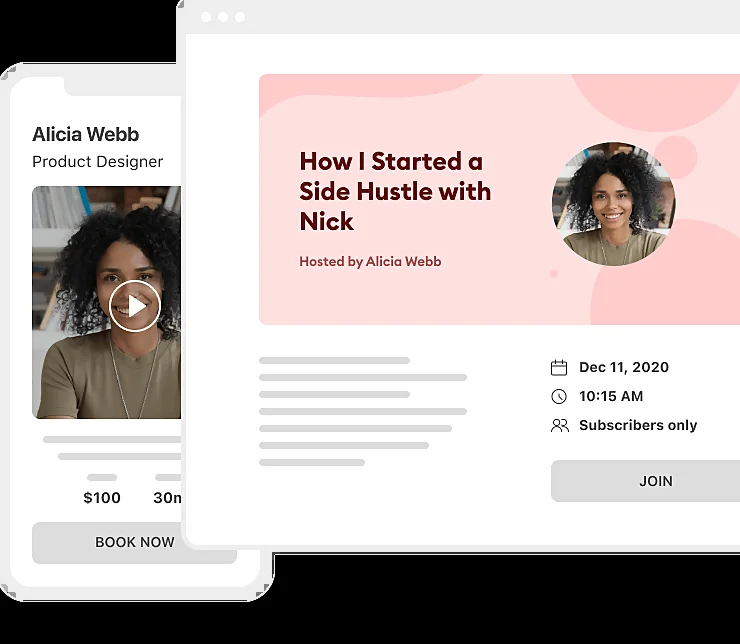 Alicia Webb
Product Designer
$100
BOOK NOW
How I Started a
Side Hustle with
Nick
Hosted by Alicia Webb
Dec 11, 2020
10:15 AM
Subscribers only
JOIN